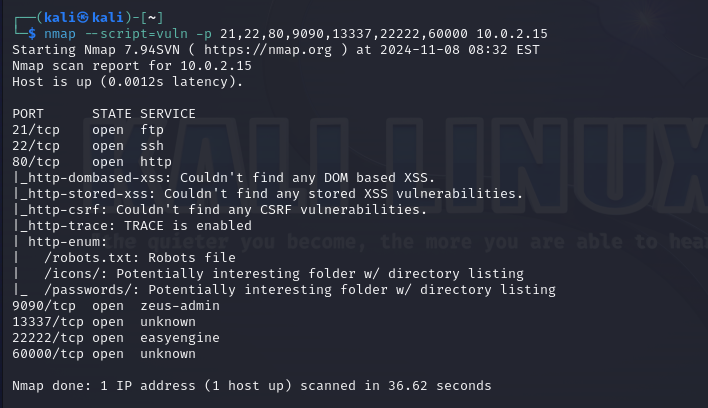 ┌──(kali㉿kali)-[~]
└─$ nmap --script=vuln -p 21,22,80,9090,13337,22222,60000 10.0.2.15
Starting Nmap 7.94SVN ( https://nmap.org ) at 2024-11-08 08:32 EST
Nmap scan report for 10.0.2.15
Host is up (0.0012s latency).

PORT      STATE SERVICE
21/tcp    open  ftp
22/tcp    open  ssh
80/tcp    open  http
|_http-dombased-xss: Couldn't find any DOM based XSS.
|_http-stored-xss: Couldn't find any stored XSS vulnerabilities.
|_http-csrf: Couldn't find any CSRF vulnerabilities.
|_http-trace: TRACE is enabled
| http-enum:
|   /robots.txt: Robots file
|   /icons/: Potentially interesting folder w/ directory listing
|_  /passwords/: Potentially interesting folder w/ directory listing
9090/tcp  open  zeus-admin
13337/tcp open  unknown
22222/tcp open  easyengine
60000/tcp open  unknown

Nmap done: 1 IP address (1 host up) scanned in 36.62 seconds
KALI LINUX
"the quieter you become, the more you are able to hear